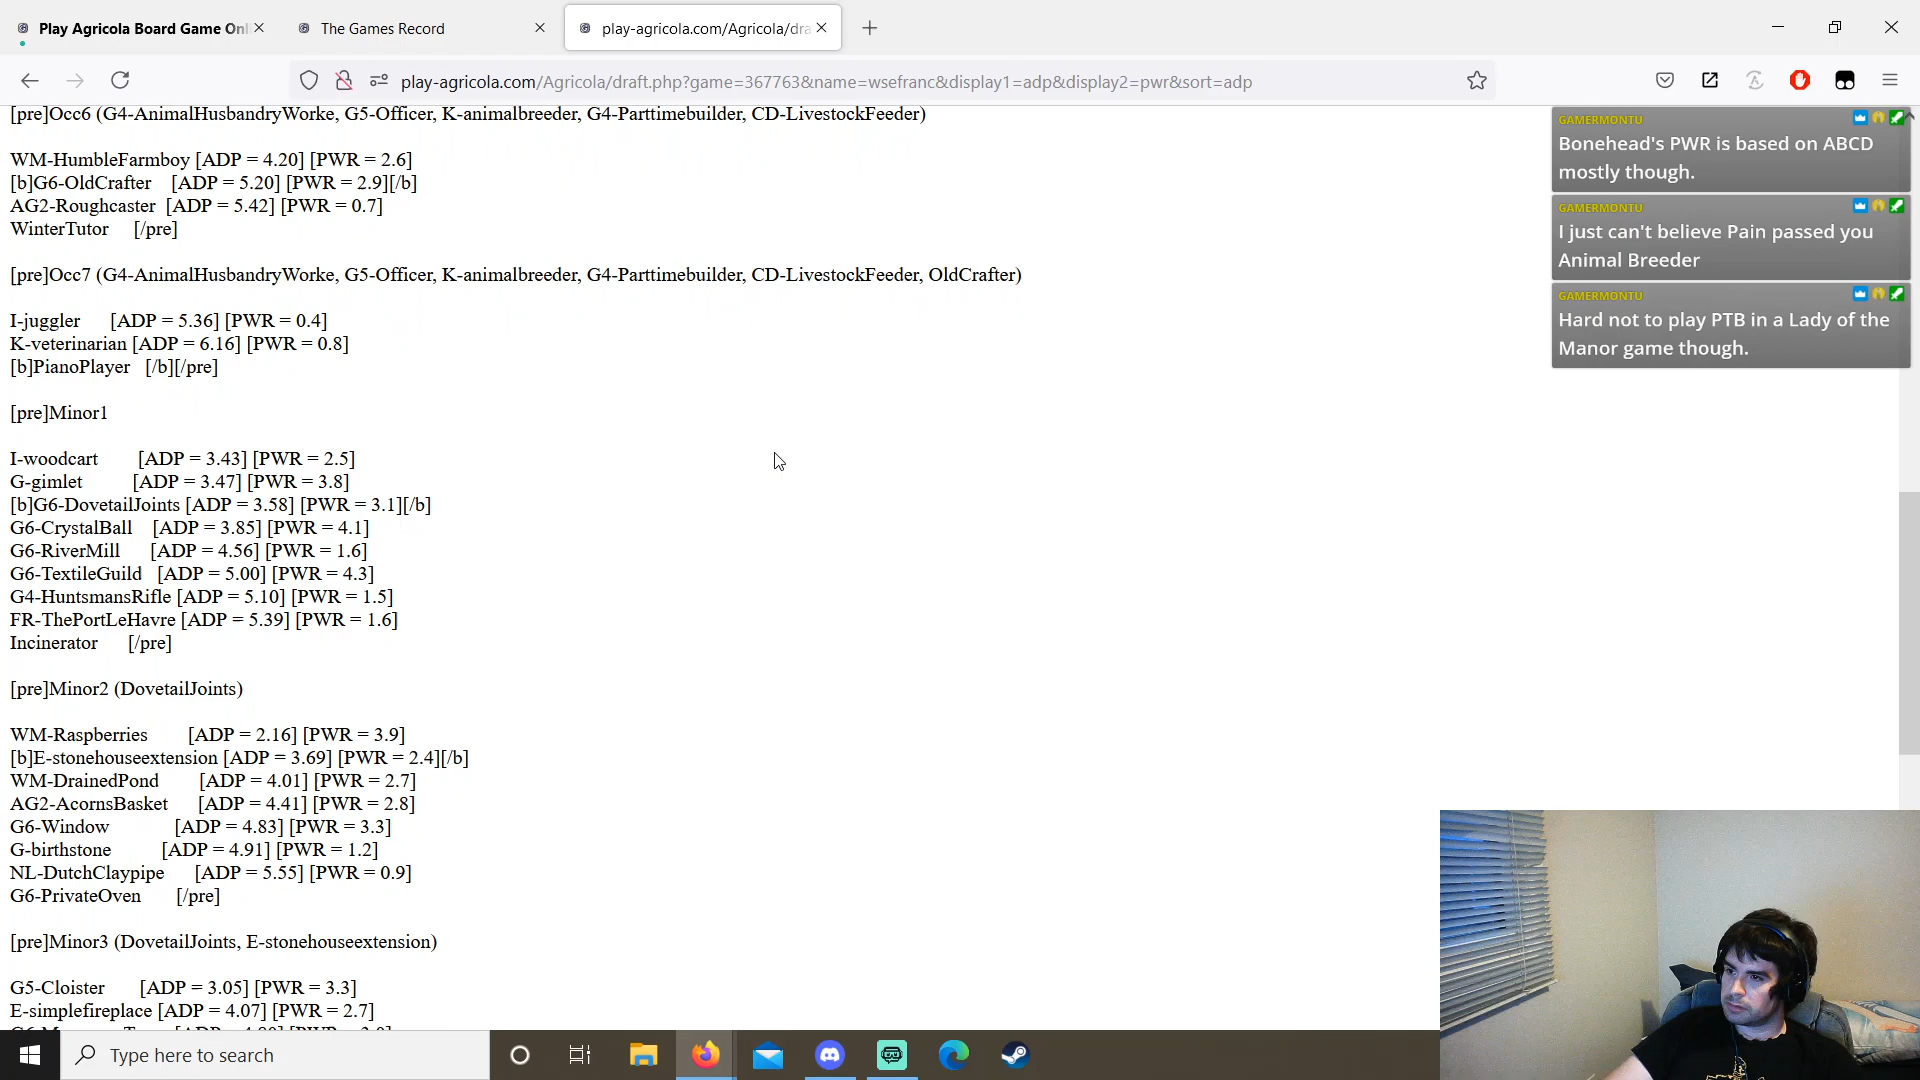 Play Agricola Board Game Onl
The Games Record
play-agricola.com/Agricola/dra
play-agricola.com/Agricola/draft.php?game=367763&name=wsefranc&display1=adp&display2=pwr&sort=adp
[pre]Occ6 (G4-AnimalHusbandryWorke, G5-Officer, K-animalbreeder, G4-Parttimebuilder, CD-LivestockFeeder)
WM-HumbleFarmboy [ADP = 4.20] [PWR = 2.6]
[b]G6-OldCrafter [ADP = 5.20] [PWR = 2.9][/b]
AG2-Roughcaster [ADP = 5.42] [PWR = 0.7]
WinterTutor [/pre]
[pre]Occ7 (G4-AnimalHusbandryWorke, G5-Officer, K-animalbreeder, G4-Parttimebuilder, CD-LivestockFeeder, OldCrafter)
I-juggler [ADP = 5.36] [PWR = 0.4]
K-veterinarian [ADP = 6.16] [PWR = 0.8]
[b]PianoPlayer [/b][/pre]
[pre]Minor1
I-woodcart [ADP = 3.43] [PWR = 2.5]
G-gimlet [ADP = 3.47] [PWR = 3.8]
[b]G6-DovetailJoints [ADP = 3.58] [PWR = 3.1][/b]
G6-CrystalBall [ADP = 3.85] [PWR = 4.1]
G6-RiverMill [ADP = 4.56] [PWR = 1.6]
G6-TextileGuild [ADP = 5.00] [PWR = 4.3]
G4-HuntsmansRifle [ADP = 5.10] [PWR = 1.5]
FR-ThePortLeHavre [ADP = 5.39] [PWR = 1.6]
Incinerator [/pre]
[pre]Minor2 (DovetailJoints)
WM-Raspberries [ADP = 2.16] [PWR = 3.9]
[b]E-stonehouseextension [ADP = 3.69] [PWR = 2.4][/b]
WM-DrainedPond [ADP = 4.01] [PWR = 2.7]
AG2-AcornsBasket [ADP = 4.41] [PWR = 2.8]
G6-Window [ADP = 4.83] [PWR = 3.3]
G-birthstone [ADP = 4.91] [PWR = 1.2]
NL-DutchClaypipe [ADP = 5.55] [PWR = 0.9]
G6-PrivateOven [/pre]
[pre]Minor3 (DovetailJoints, E-stonehouseextension)
G5-Cloister [ADP = 3.05] [PWR = 3.3]
E-simplefireplace [ADP = 4.07] [PWR = 2.7]
GAMERMONTU
Bonehead's PWR is based on ABCD
mostly though.
GAMERMONTU
I just can't believe Pain passed you
Animal Breeder
GAMERMONTU
Hard not to play PTB in a Lady of the
Manor game though.
Type here to search